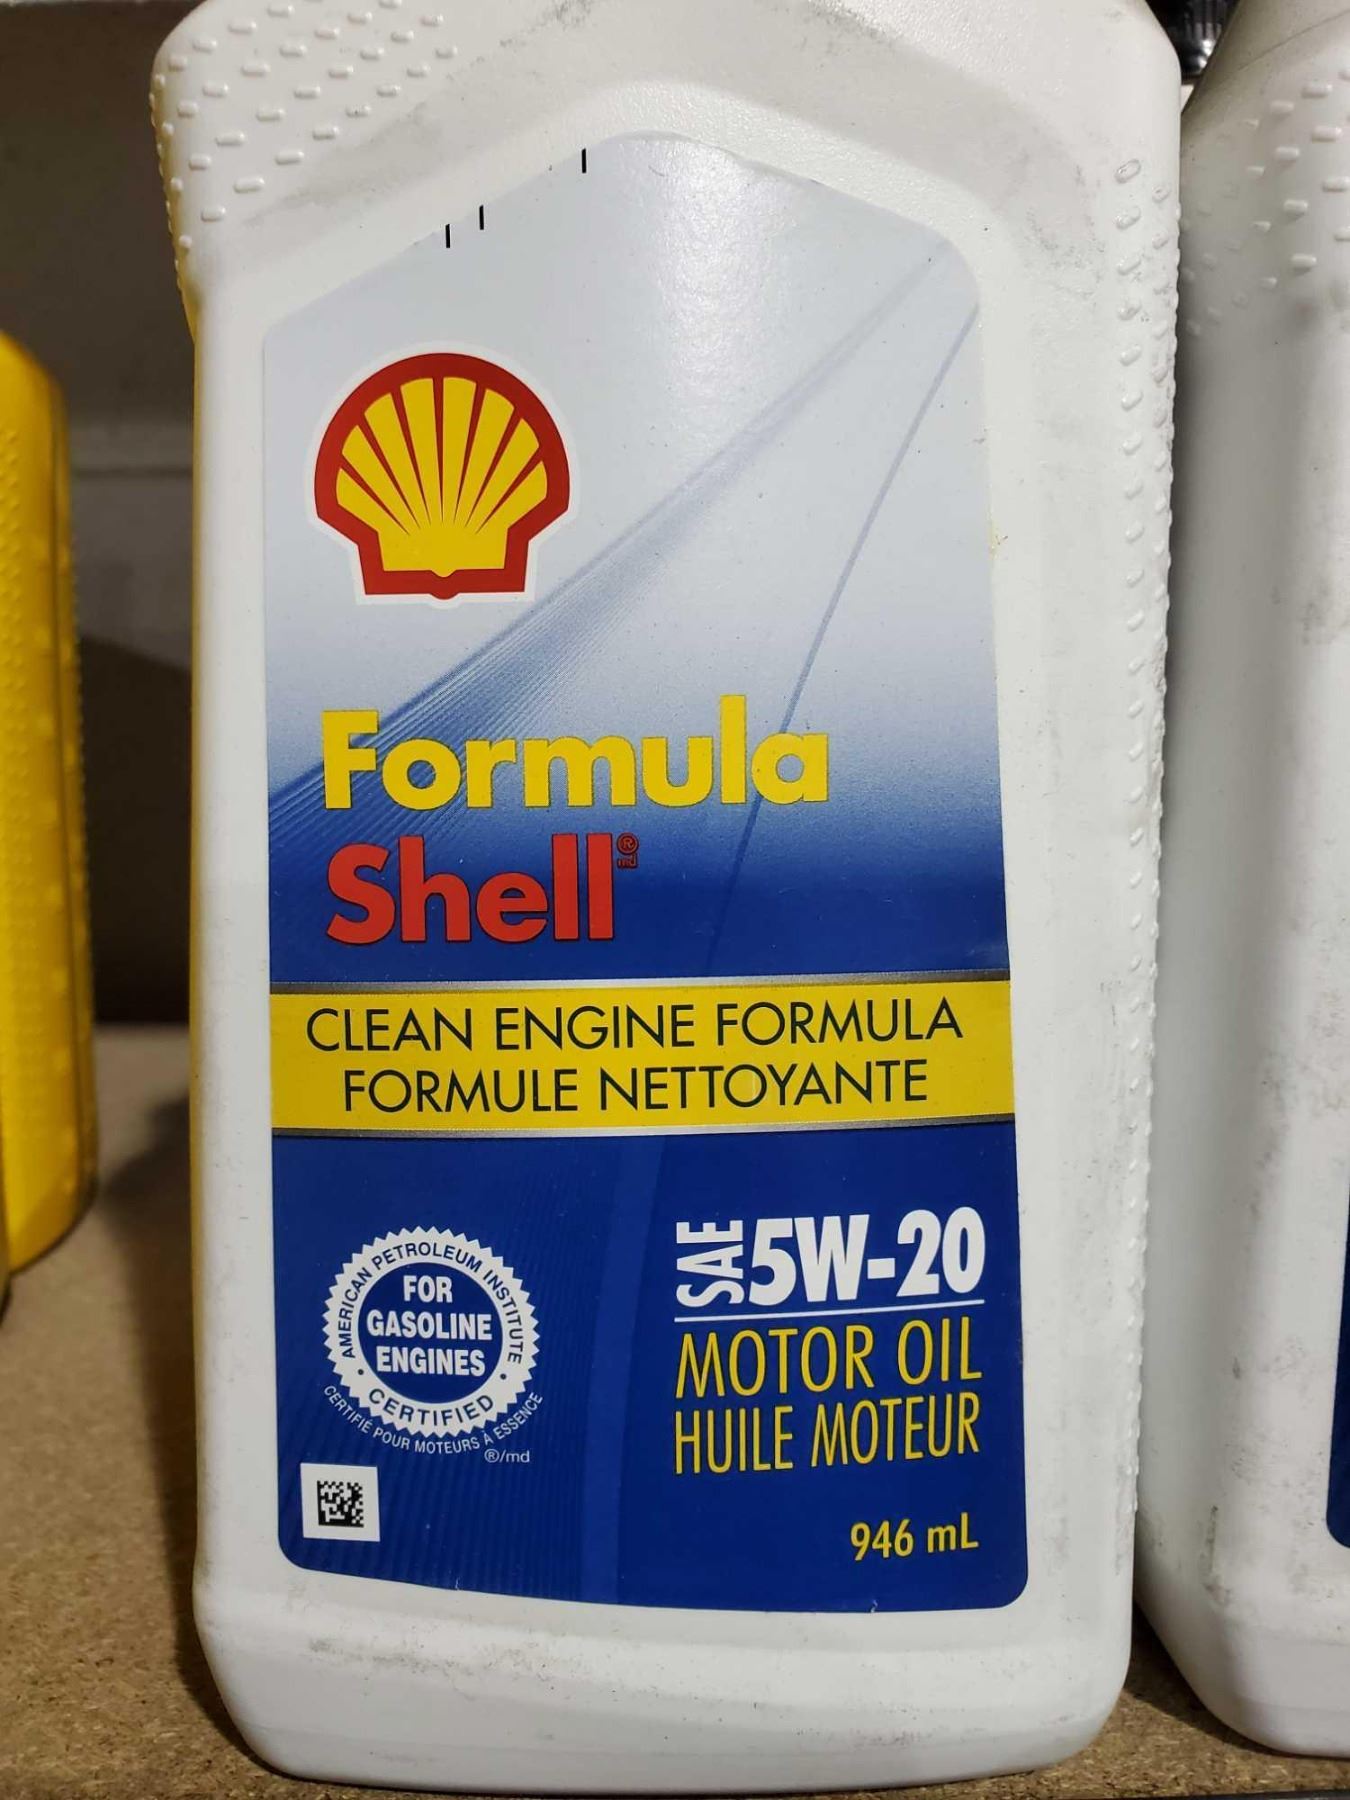 Formula
Shell®
md
CLEAN ENGINE FORMULA
FORMULE NETTOYANTE
AMERICAN PETROLEUM INSTITUTE
FOR
GASOLINE
ENGINES
CERTIFIED
CERTIFIÉ POUR MOTEURS À ESSENCE
®/md
SAE 5W-20
MOTOR OIL
HUILE MOTEUR
946 mL